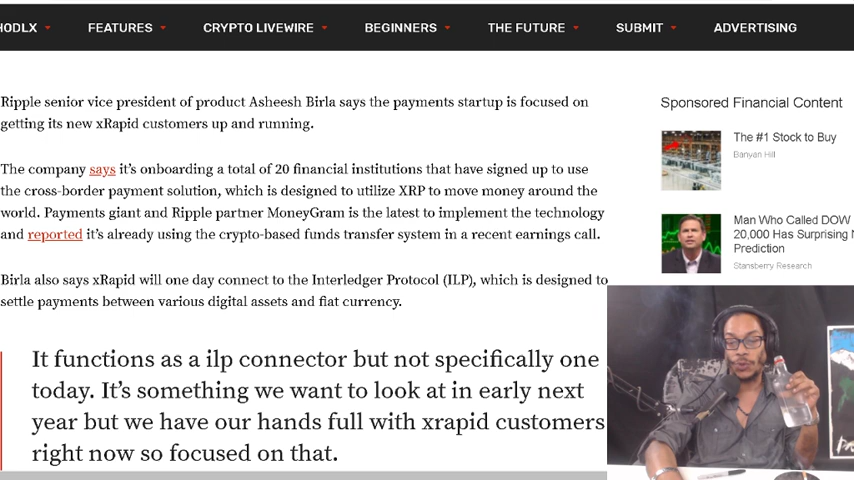 HODLX
FEATURES
CRYPTO LIVEWIRE
BEGINNERS
THE FUTURE
SUBMIT
ADVERTISING
Ripple senior vice president of product Asheesh Birla says the payments startup is focused on
getting its new xRapid customers up and running.
The company says it's onboarding a total of 20 financial institutions that have signed up to use
the cross-border payment solution, which is designed to utilize XRP to move money around the
world. Payments giant and Ripple partner MoneyGram is the latest to implement the technology
and reported it's already using the crypto-based funds transfer system in a recent earnings call.
Birla also says xRapid will one day connect to the Interledger Protocol (ILP), which is designed to
settle payments between various digital assets and fiat currency.
It functions as a ilp connector but not specifically one
today. It's something we want to look at in early next
year but we have our hands full with xrapid customers
right now so focused on that.
Sponsored Financial Content
The #1 Stock to Buy
Banyan Hill
Man Who Called DOW
20,000 Has Surprising N
Prediction
Stansberry Research